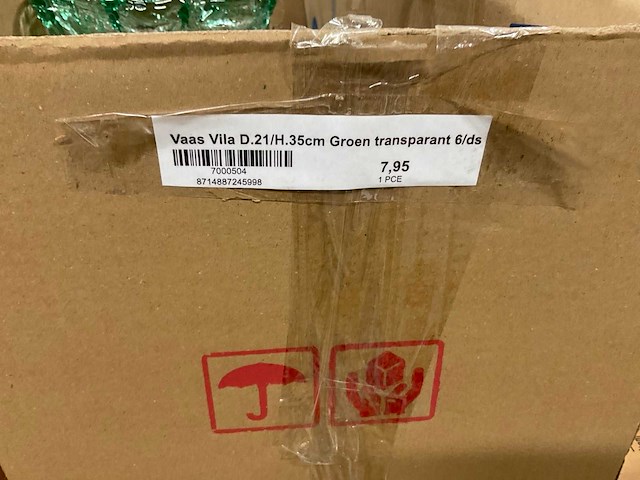 Vaas Vila D.21/H.35cm Groen transparant 6/ds
7000504
7,95
8714887245998
1 PCE